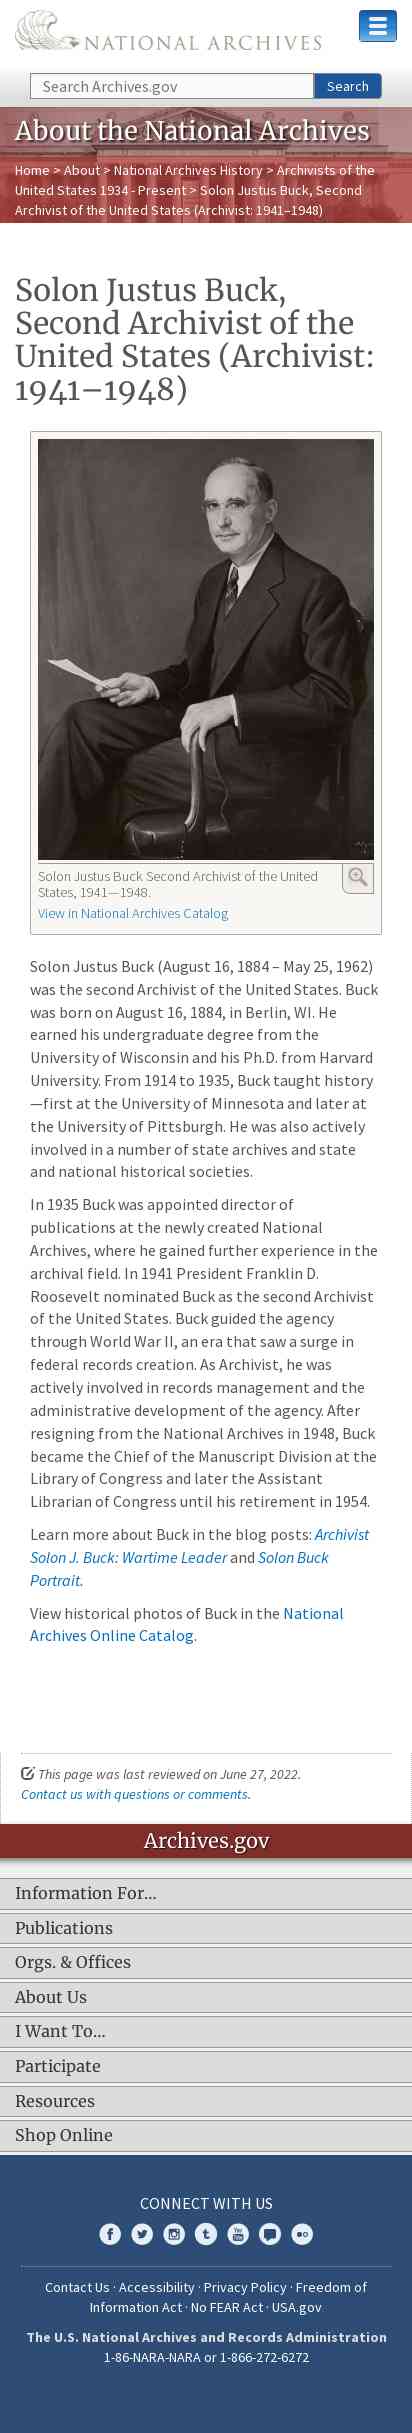 NATIONAL ARCHIVES
Search Archives.gov
Search
About the National Archives
Home > About > National Archives History > Archivists of the
United States 1934 - Present > Solon Justus Buck, Second
Archivist of the United States (Archivist: 1941–1948)
Solon Justus Buck,
Second Archivist of the
United States (Archivist:
1941–1948)
Solon Justus Buck Second Archivist of the United
States, 1941—1948.
View in National Archives Catalog
Solon Justus Buck (August 16, 1884 – May 25, 1962)
was the second Archivist of the United States. Buck
was born on August 16, 1884, in Berlin, WI. He
earned his undergraduate degree from the
University of Wisconsin and his Ph.D. from Harvard
University. From 1914 to 1935, Buck taught history
—first at the University of Minnesota and later at
the University of Pittsburgh. He was also actively
involved in a number of state archives and state
and national historical societies.
In 1935 Buck was appointed director of
publications at the newly created National
Archives, where he gained further experience in the
archival field. In 1941 President Franklin D.
Roosevelt nominated Buck as the second Archivist
of the United States. Buck guided the agency
through World War II, an era that saw a surge in
federal records creation. As Archivist, he was
actively involved in records management and the
administrative development of the agency. After
resigning from the National Archives in 1948, Buck
became the Chief of the Manuscript Division at the
Library of Congress and later the Assistant
Librarian of Congress until his retirement in 1954.
Learn more about Buck in the blog posts: Archivist
Solon J. Buck: Wartime Leader and Solon Buck
Portrait.
View historical photos of Buck in the National
Archives Online Catalog.
This page was last reviewed on June 27, 2022.
Contact us with questions or comments.
Archives.gov
Information For…
Publications
Orgs. & Offices
About Us
I Want To…
Participate
Resources
Shop Online
CONNECT WITH US
Contact Us · Accessibility · Privacy Policy · Freedom of
Information Act · No FEAR Act · USA.gov
The U.S. National Archives and Records Administration
1-86-NARA-NARA or 1-866-272-6272